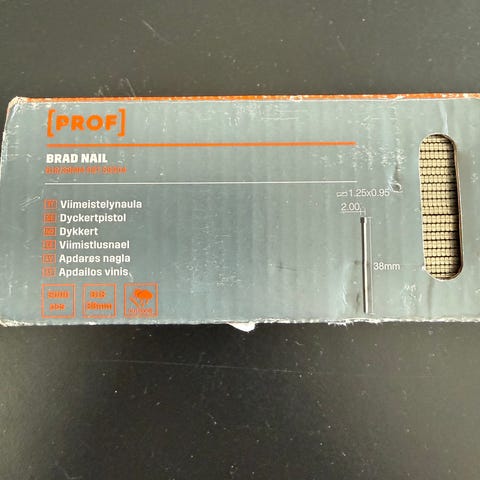 [PROF]
BRAD NAIL
Viimeistelynaula
Dyckertpistol
Dykkert
Viimistlusnael
Apdares nagla
Apdailos vinis
1.25x0.95
2.00
38mm